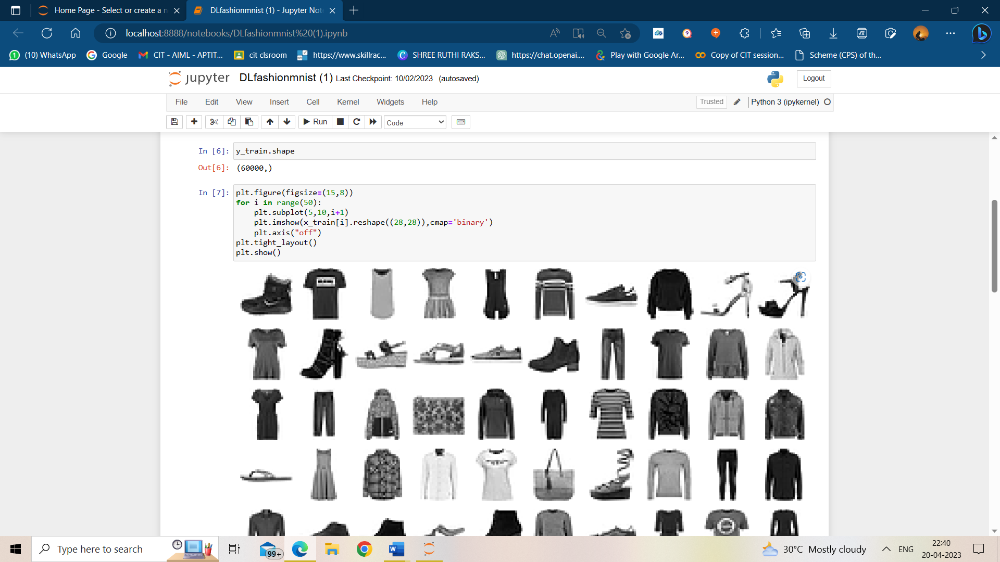 Home Page - Select or create a n
DLfashionmnist (1) - Jupyter Not
localhost:8888/notebooks/DLfashionmnist%20(1).ipynb
(10) WhatsApp
Google
CIT - AIML - APTIT...
cit clsroom
https://www.skillrac...
SHREE RUTHI RAKS...
https://chat.openai....
Play with Google Ar...
Copy of CIT session...
Scheme (CPS) of th...
jupyter DLfashionmnist (1) Last Checkpoint: 10/02/2023 (autosaved)
Logout
File Edit View Insert Cell Kernel Widgets Help
Trusted
Python 3 (ipykernel)
Run
Code
In [6]: y_train.shape
Out[6]: (60000,)
In [7]: plt.figure(figsize=(15,8))
for i in range(50):
    plt.subplot(5,10,i+1)
    plt.imshow(x_train[i].reshape((28,28)),cmap='binary')
    plt.axis("off")
plt.tight_layout()
plt.show()
Type here to search
99+
30°C Mostly cloudy
ENG
22:40
20-04-2023